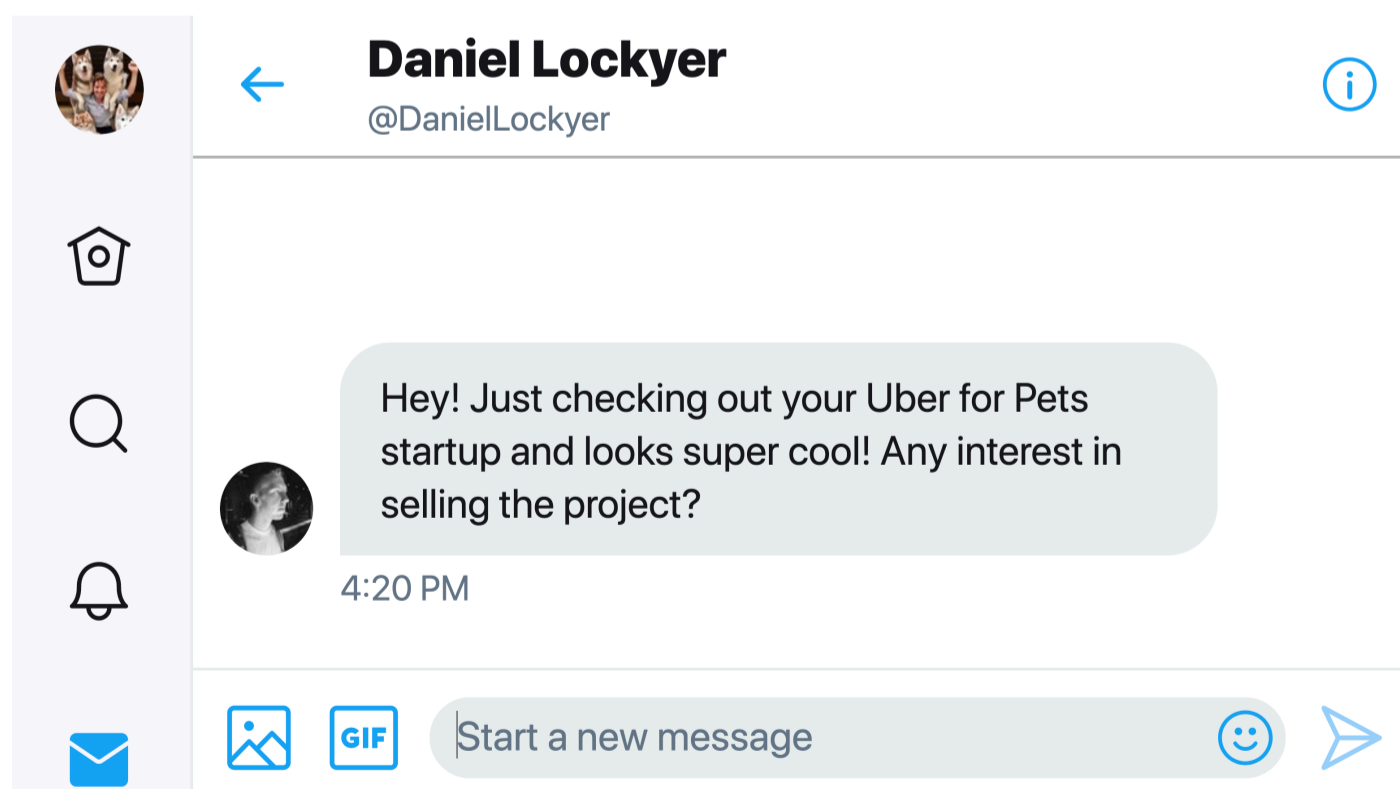 Daniel Lockyer
@DanielLockyer
Hey! Just checking out your Uber for Pets
startup and looks super cool! Any interest in
selling the project?
4:20 PM
GIF
Start a new message